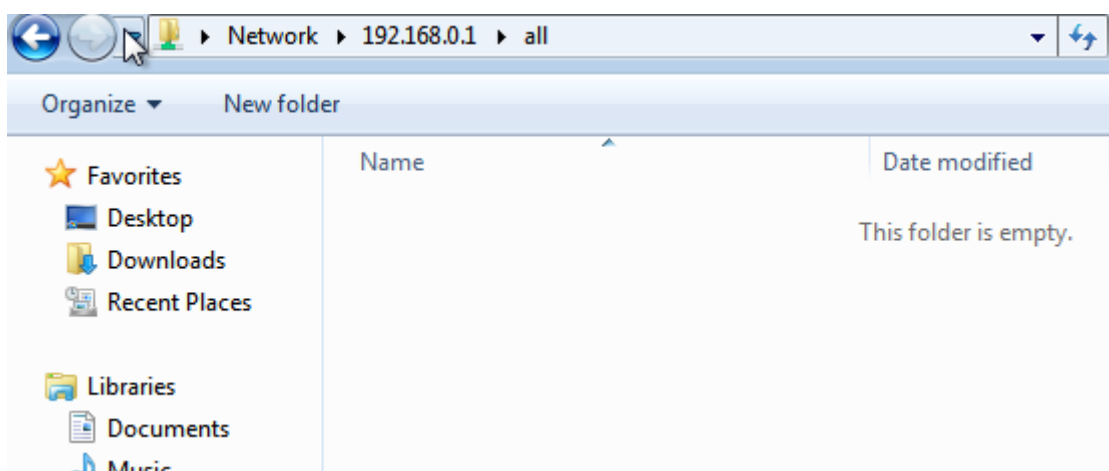 Network 192.168.0.1 all
Organize New folder
Name Date modified
This folder is empty.
Favorites
Desktop
Downloads
Recent Places
Libraries
Documents
Music